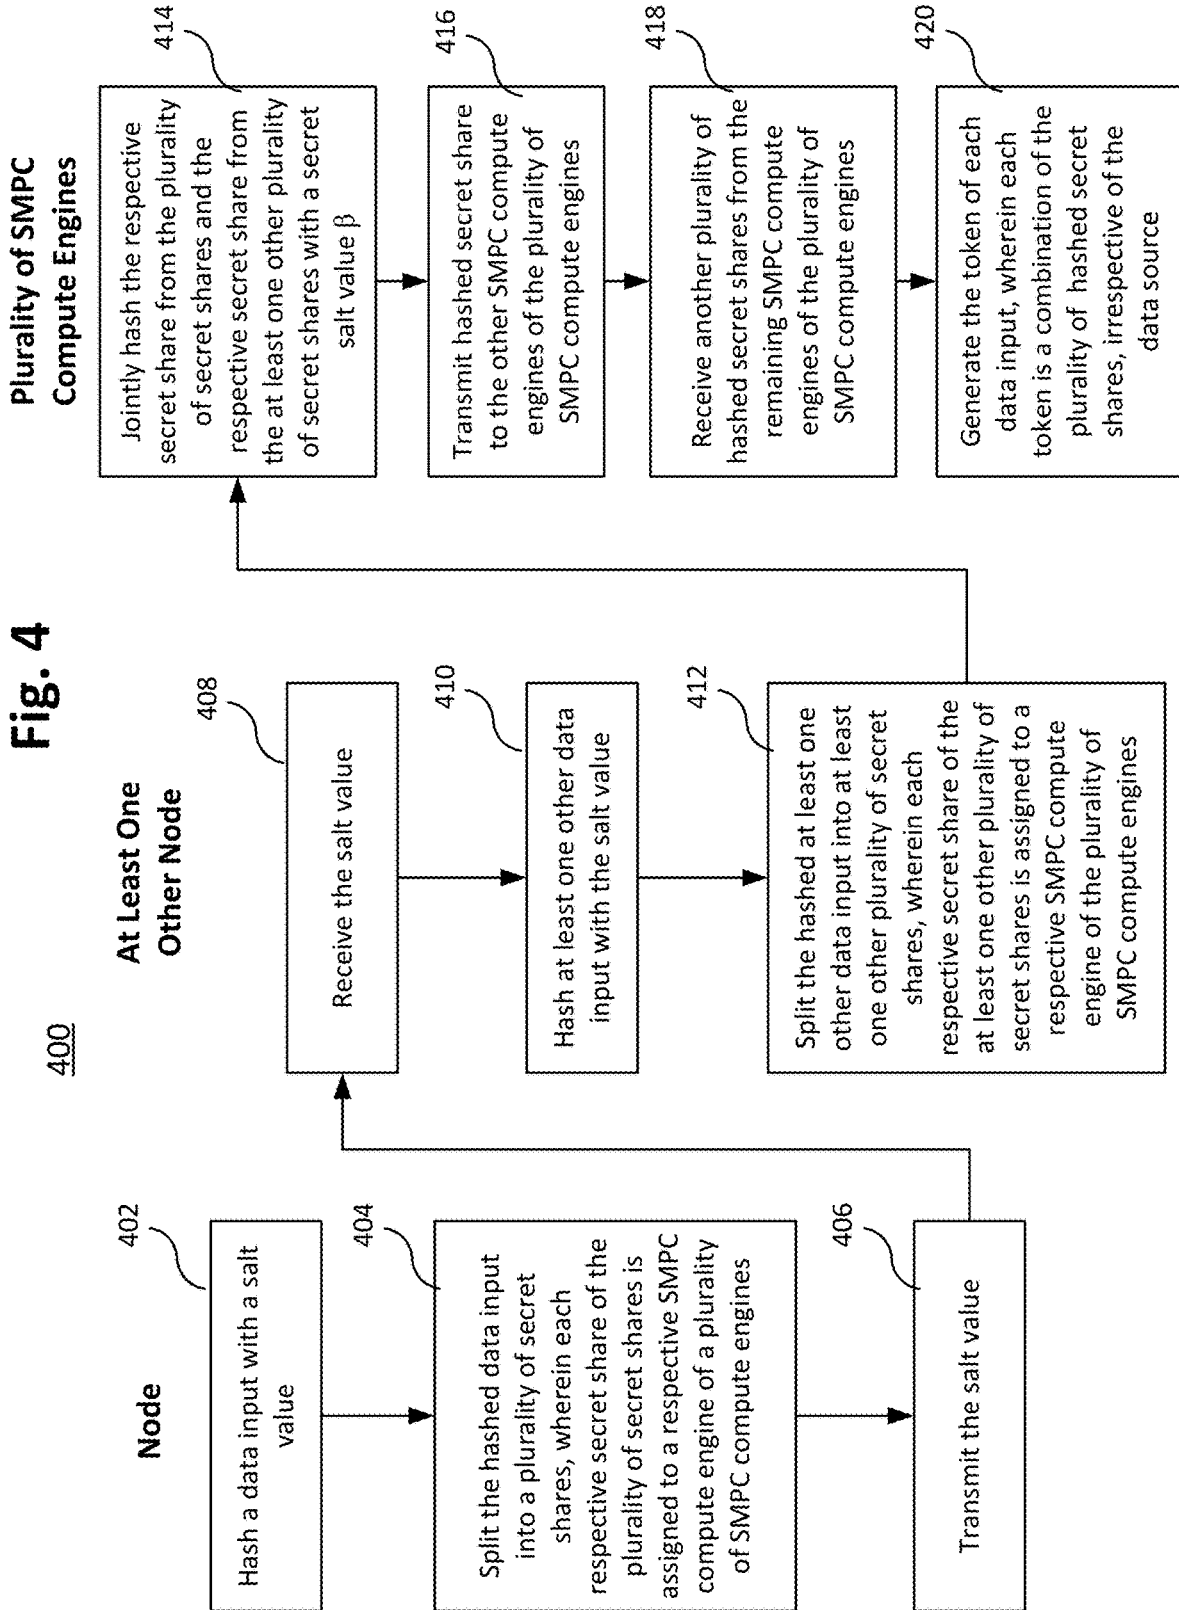 Fig. 4
400
Node
402
Hash a data input with a salt
value
404
Split the hashed data input
into a plurality of secret
shares, wherein each
respective secret share of the
plurality of secret shares is
assigned to a respective SMPC
compute engine of a plurality
of SMPC compute engines
406
Transmit the salt value
At Least One
Other Node
408
Receive the salt value
410
Hash at least one other data
input with the salt value
412
Split the hashed at least one
other data input into at least
one other plurality of secret
shares, wherein each
respective secret share of the
at least one other plurality of
secret shares is assigned to a
respective SMPC compute
engine of the plurality of
SMPC compute engines
Plurality of SMPC
Compute Engines
414
Jointly hash the respective
secret share from the plurality
of secret shares and the
respective secret share from
the at least one other plurality
of secret shares with a secret
salt value β
416
Transmit hashed secret share
to the other SMPC compute
engines of the plurality of
SMPC compute engines
418
Receive another plurality of
hashed secret shares from the
remaining SMPC compute
engines of the plurality of
SMPC compute engines
420
Generate the token of each
data input, wherein each
token is a combination of the
plurality of hashed secret
shares, irrespective of the
data source